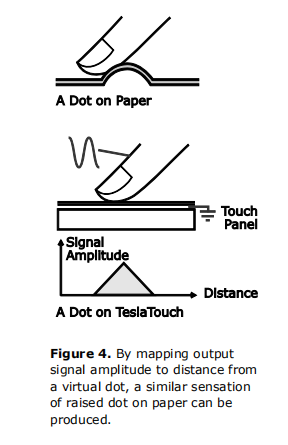 A Dot on Paper
Touch
Panel
Signal
Amplitude
Distance
A Dot on TeslaTouch
Figure 4. By mapping output
signal amplitude to distance from
a virtual dot, a similar sensation
of raised dot on paper can be
produced.